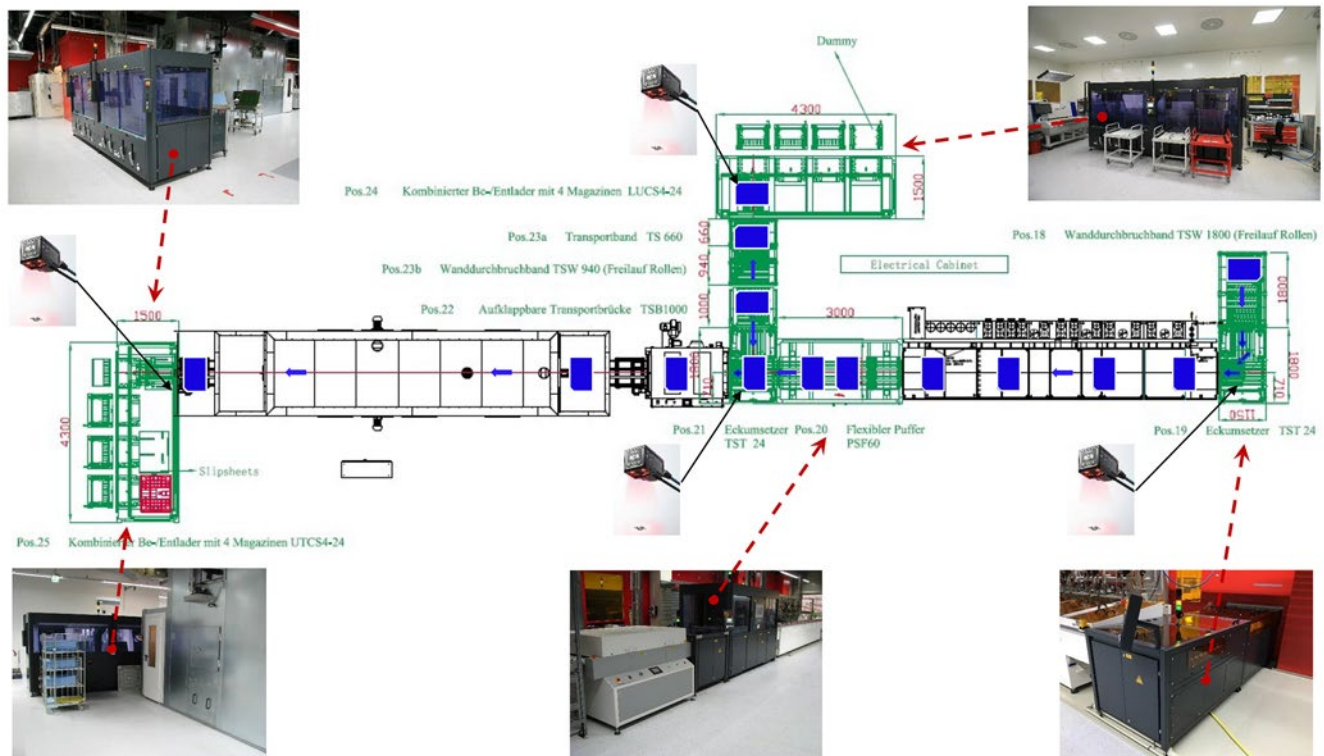 Dummy
4300
Pos.24 Kombinierter Be-/Entlader mit 4 Magazinen LUCS4-24
1500
Pos.23a Transportband TS 660
660
Pos.18 Wanddurchbruchband TSW 1800 (Freilauf Rollen)
Pos.23b Wanddurchbruchband TSW 940 (Freilauf Rollen)
940
Electrical Cabinet
Pos.22 Aufklappbare Transportbrücke TSB1000
1000
3000
1800
1500
1800
710
1800
710
1150
4300
Pos.21 Eckumsetzer TST 24
Pos.20 Flexibler Puffer PSF60
Pos.19 Eckumsetzer TST 24
Slipsheets
Pos.25 Kombinierter Be-/Entlader mit 4 Magazinen UTCS4-24